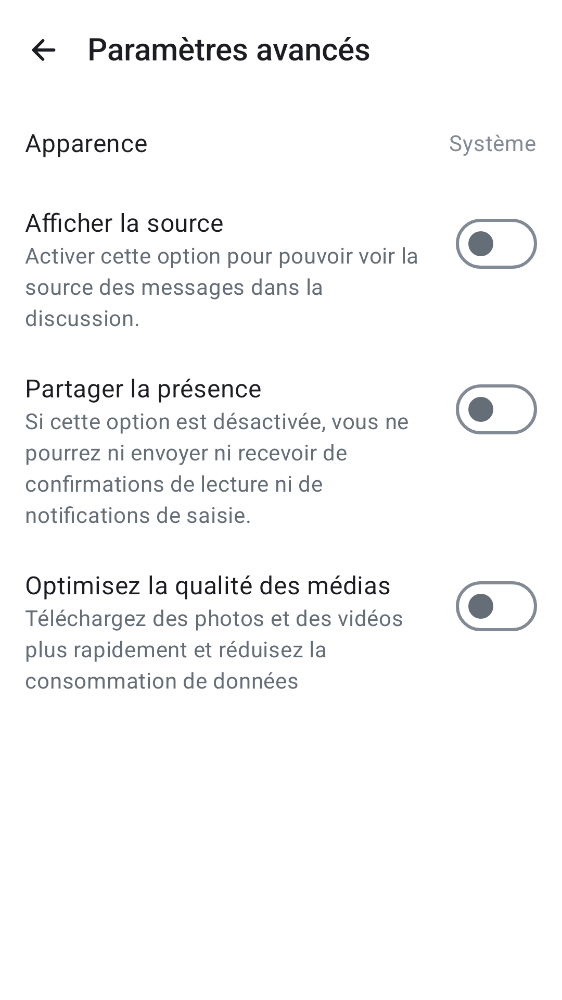 Paramètres avancés
Apparence
Système
Afficher la source
Activer cette option pour pouvoir voir la
source des messages dans la
discussion.
Partager la présence
Si cette option est désactivée, vous ne
pourrez ni envoyer ni recevoir de
confirmations de lecture ni de
notifications de saisie.
Optimisez la qualité des médias
Téléchargez des photos et des vidéos
plus rapidement et réduisez la
consommation de données